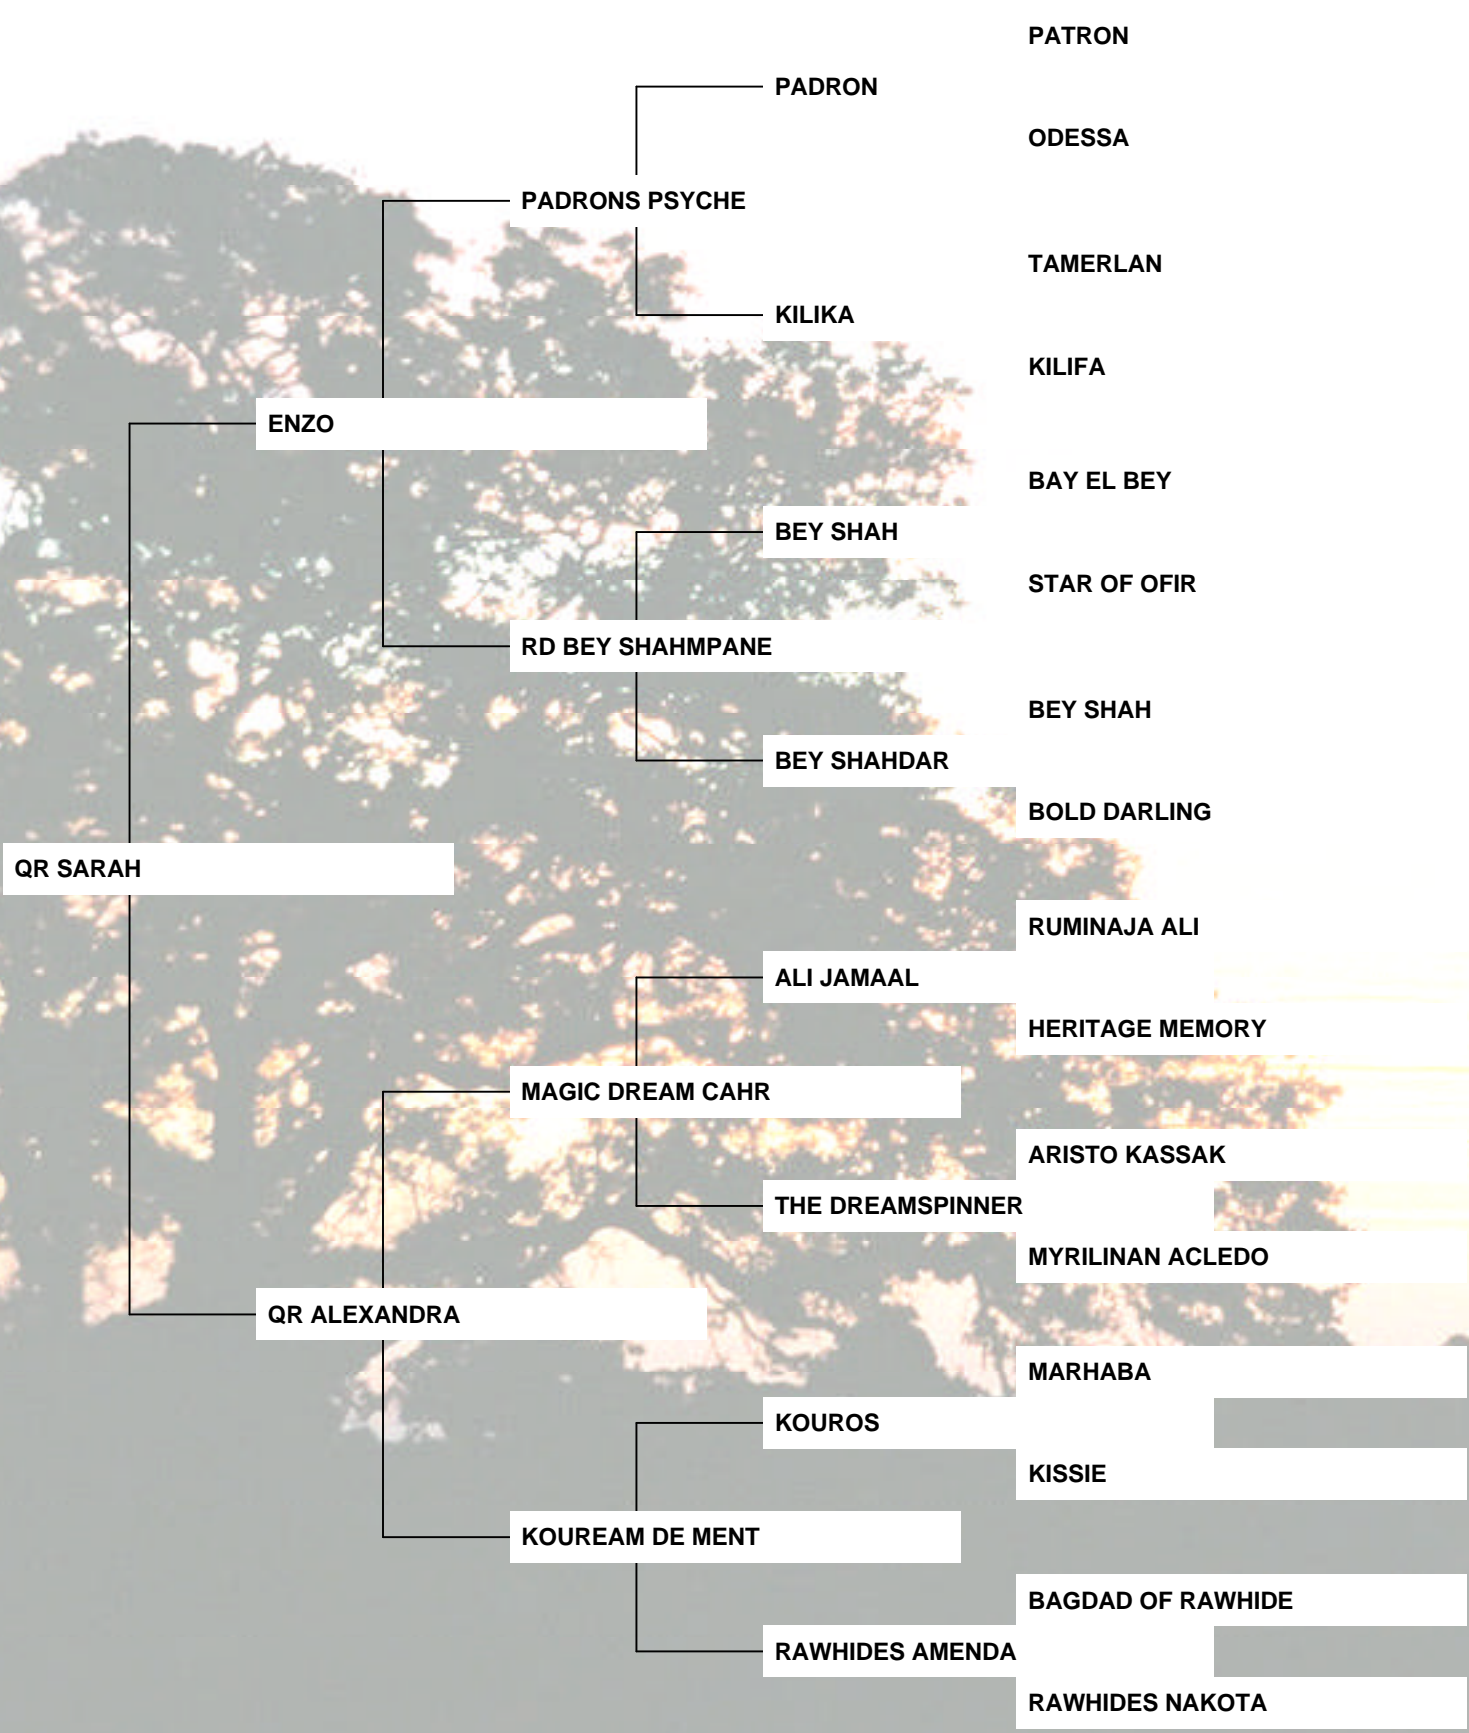 PATRON
PADRON
ODESSA
PADRONS PSYCHE
TAMERLAN
KILIKA
KILIFA
ENZO
BAY EL BEY
BEY SHAH
STAR OF OFIR
RD BEY SHAHMPANE
BEY SHAH
BEY SHAHDAR
BOLD DARLING
QR SARAH
RUMINAJA ALI
ALI JAMAAL
HERITAGE MEMORY
MAGIC DREAM CAHR
ARISTO KASSAK
THE DREAMSPINNER
MYRILINAN ACLEDO
QR ALEXANDRA
MARHABA
KOUROS
KISSIE
KOUREAM DE MENT
BAGDAD OF RAWHIDE
RAWHIDES AMENDA
RAWHIDES NAKOTA